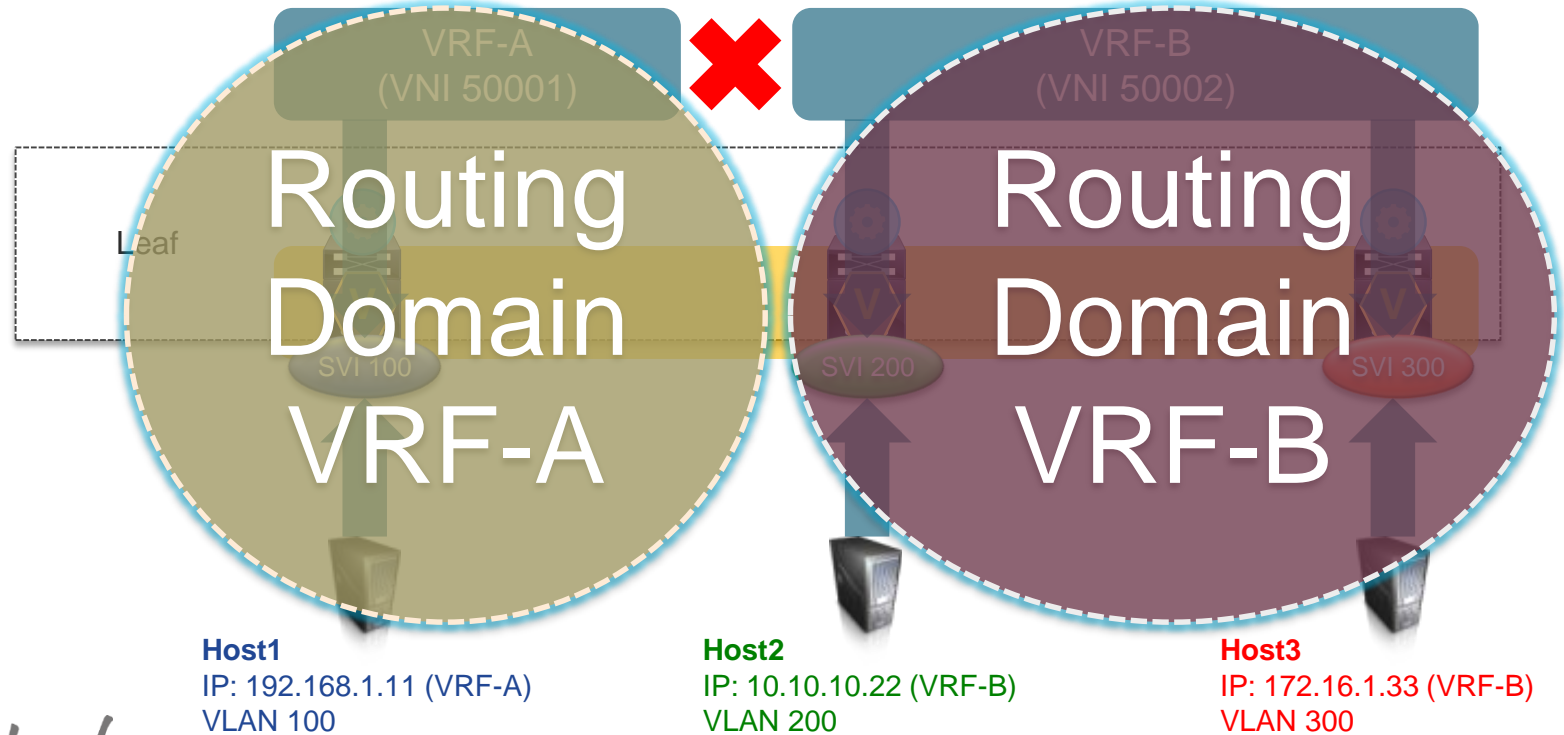 VRF-A
(VNI 50001)
VRF-B
(VNI 50002)
Leaf
Routing
Domain
VRF-A
Routing
Domain
VRF-B
V
V
V
SVI 100
SVI 200
SVI 300
Host1
IP: 192.168.1.11 (VRF-A)
VLAN 100
Host2
IP: 10.10.10.22 (VRF-B)
VLAN 200
Host3
IP: 172.16.1.33 (VRF-B)
VLAN 300